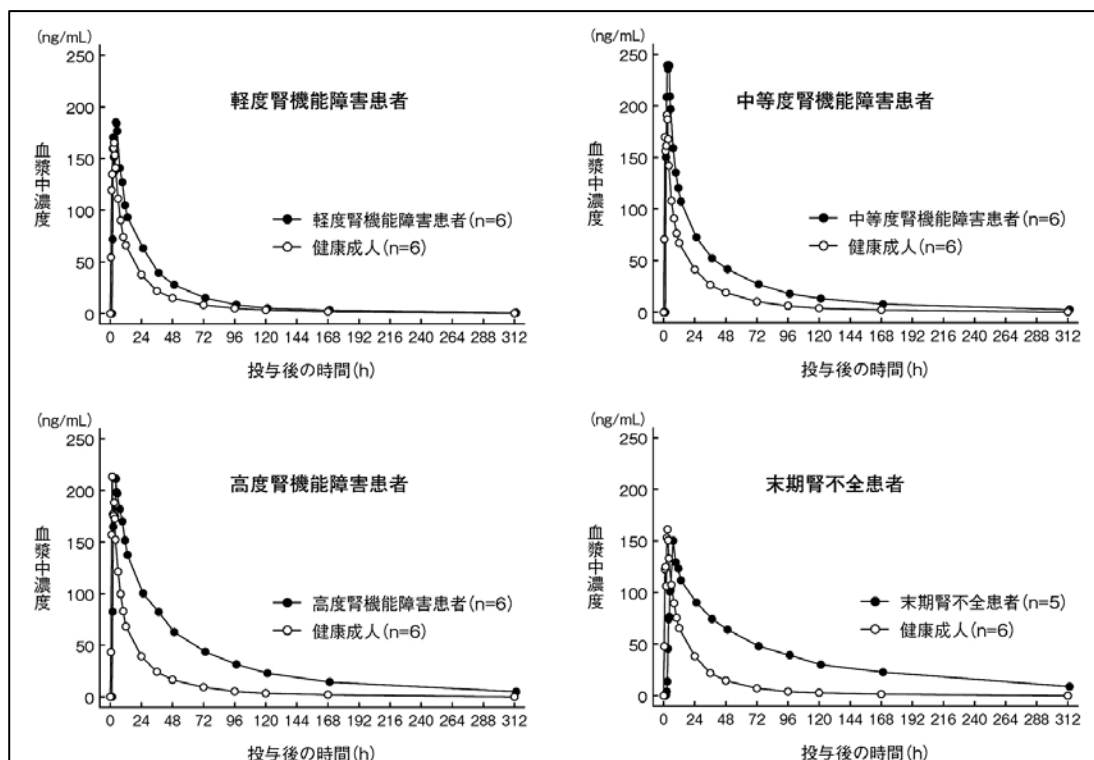 (ng/mL)
250
200
150
100
50
0
血漿中濃度
軽度腎機能障害患者
軽度腎機能障害患者(n=6)
健康成人(n=6)
0 24 48 72 96 120 144 168 192 216 240 264 288 312
投与後の時間(h)
(ng/mL)
250
200
150
100
50
0
血漿中濃度
中等度腎機能障害患者
中等度腎機能障害患者(n=6)
健康成人(n=6)
0 24 48 72 96 120 144 168 192 216 240 264 288 312
投与後の時間(h)
(ng/mL)
250
200
150
100
50
0
血漿中濃度
高度腎機能障害患者
高度腎機能障害患者(n=6)
健康成人(n=6)
0 24 48 72 96 120 144 168 192 216 240 264 288 312
投与後の時間(h)
(ng/mL)
250
200
150
100
50
0
血漿中濃度
末期腎不全患者
末期腎不全患者(n=5)
健康成人(n=6)
0 24 48 72 96 120 144 168 192 216 240 264 288 312
投与後の時間(h)